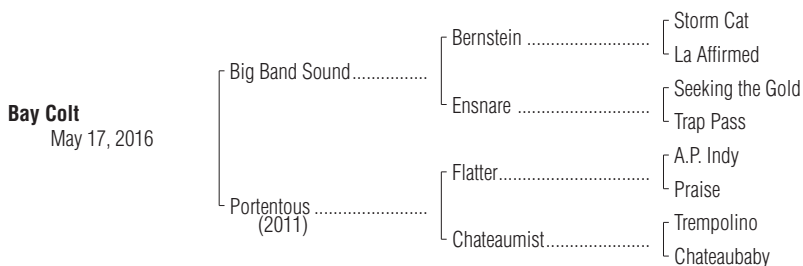 Bay Colt
May 17, 2016
Big Band Sound..................
Portentous ...........................
(2011)
Bernstein .............................
Ensnare ...............................
Flatter....................................
Chateaumist.........................
Storm Cat
La Affirmed
Seeking the Gold
Trap Pass
A.P. Indy
Praise
Trempolino
Chateaubaby